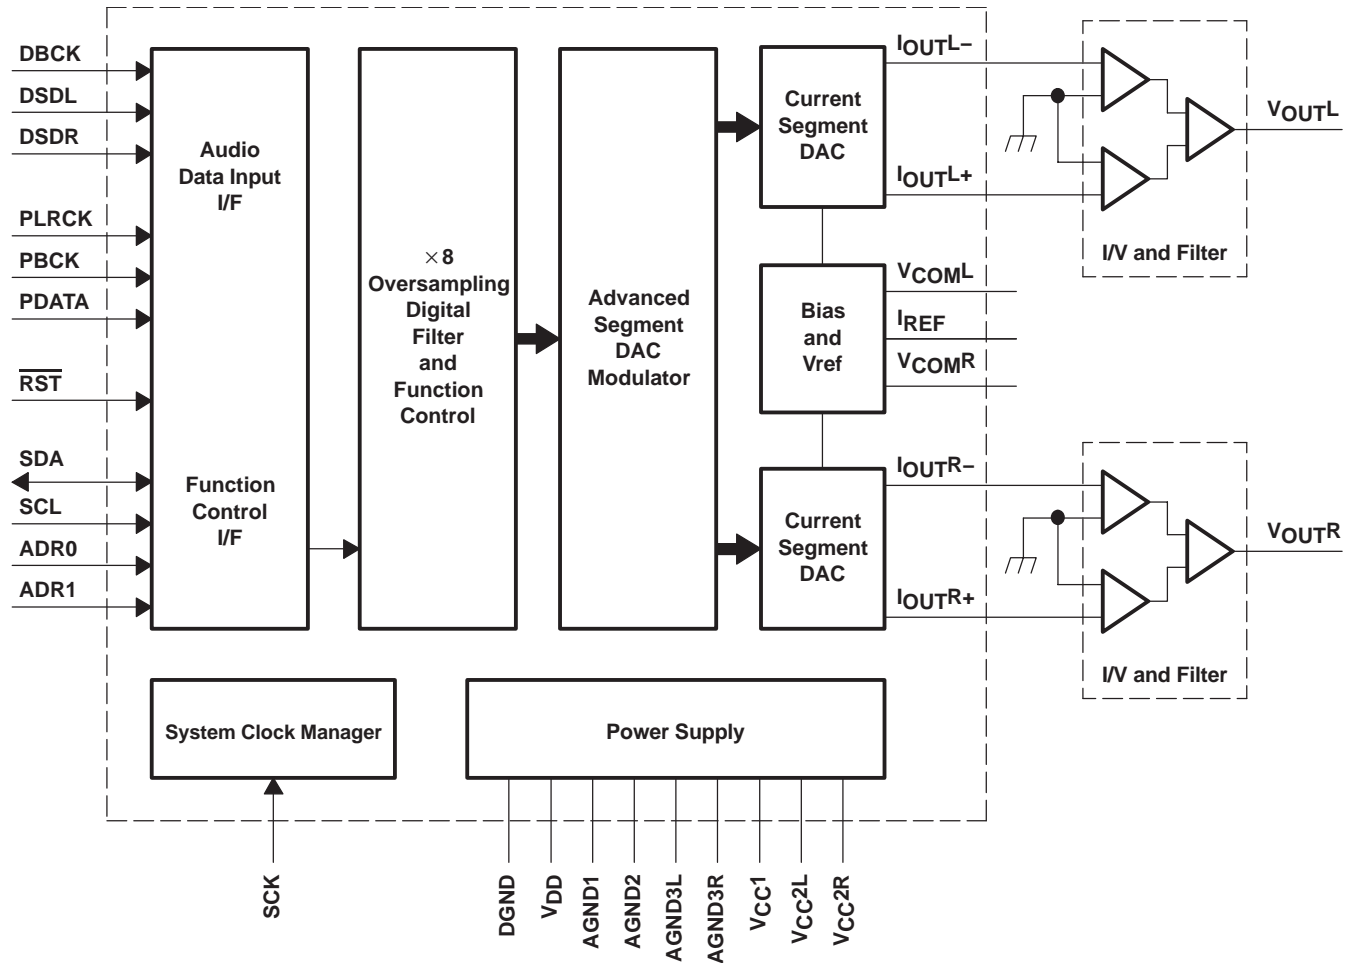 DBCK
DSDL
DSDR
PLRCK
PBCK
PDATA
RST
SDA
SCL
ADR0
ADR1
Audio
Data Input
I/F
Function
Control
I/F
×8
Oversampling
Digital
Filter
and
Function
Control
Advanced
Segment
DAC
Modulator
Current
Segment
DAC
Bias
and
Vref
Current
Segment
DAC
IOUTL–
IOUTL+
VCOML
IREF
VCOMR
IOUTR–
IOUTR+
VOUTL
I/V and Filter
VOUTR
I/V and Filter
System Clock Manager
Power Supply
SCK
DGND
VDD
AGND1
AGND2
AGND3L
AGND3R
VCC1
VCC2L
VCC2R